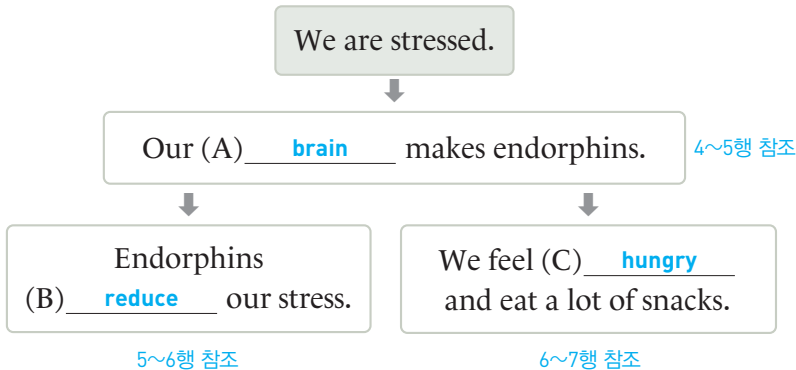 We are stressed.
Our (A) brain makes endorphins.
4~5행 참조
Endorphins
(B) reduce our stress.
5~6행 참조
We feel (C) hungry
and eat a lot of snacks.
6~7행 참조